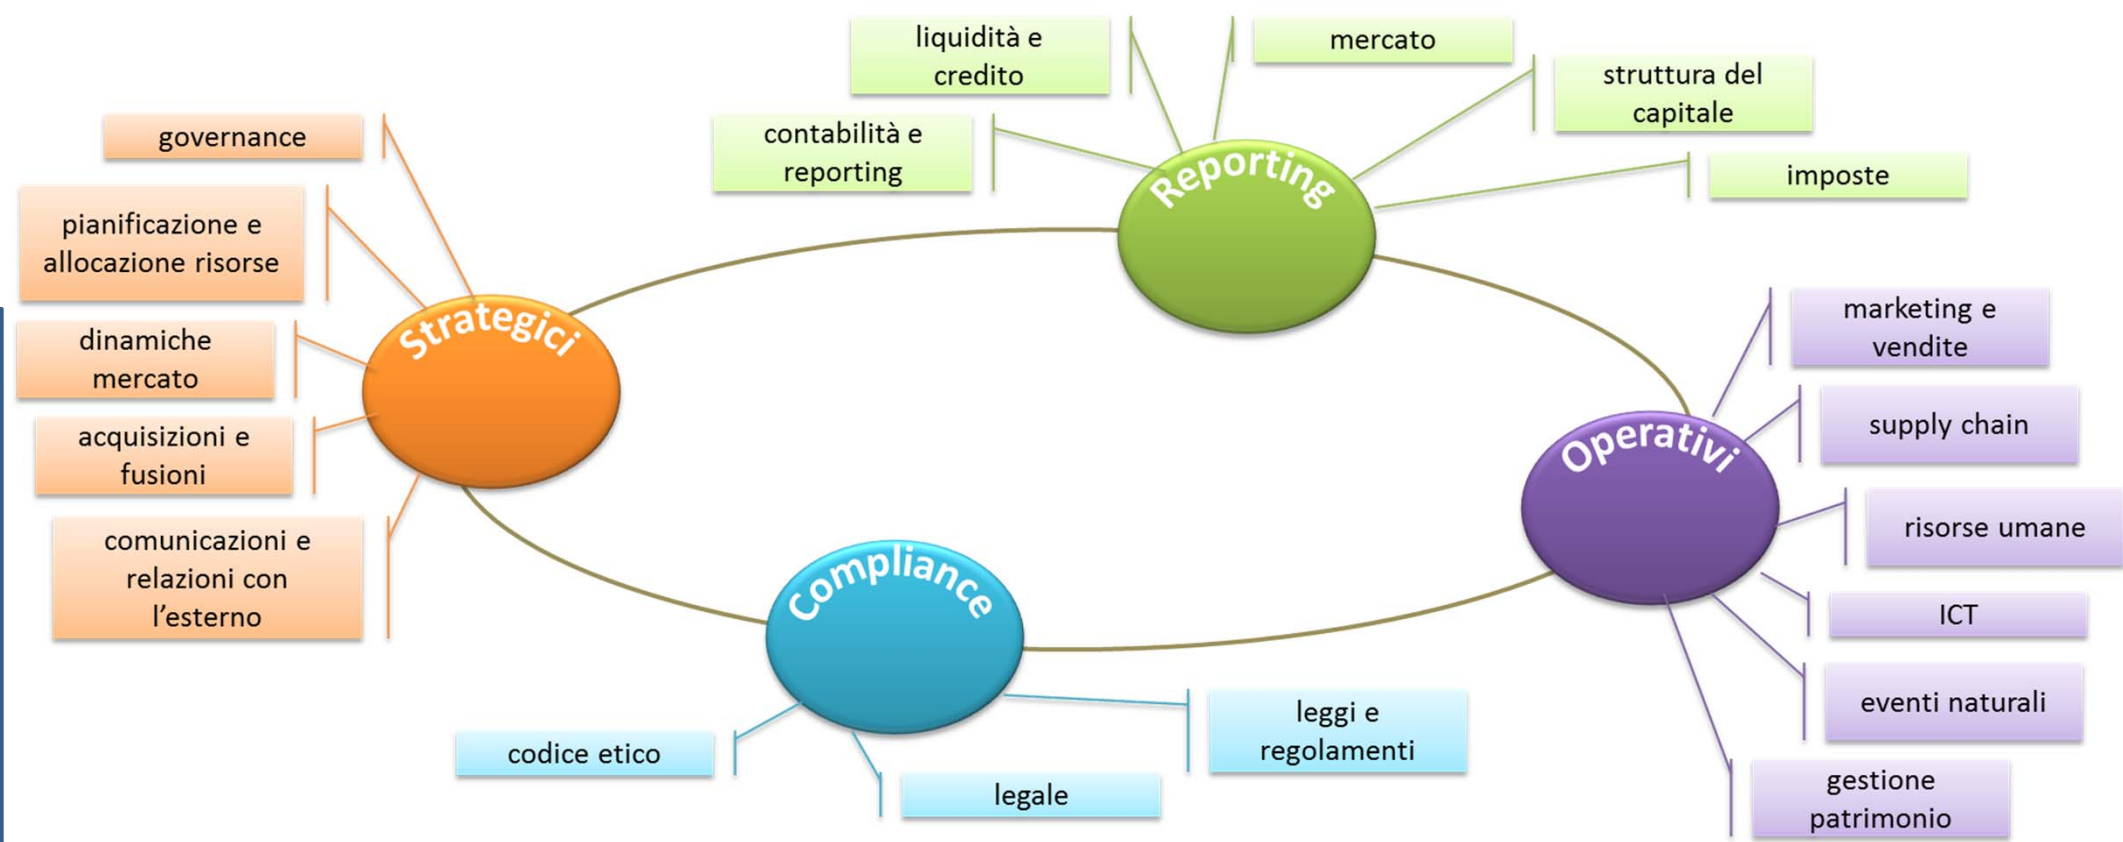 Strategici
governance
pianificazione e
allocazione risorse
dinamiche
mercato
acquisizioni e
fusioni
comunicazioni e
relazioni con
l’esterno
Reporting
contabilità e
reporting
liquidità e
credito
mercato
struttura del
capitale
imposte
Operativi
marketing e
vendite
supply chain
risorse umane
ICT
eventi naturali
gestione
patrimonio
Compliance
codice etico
legale
leggi e
regolamenti